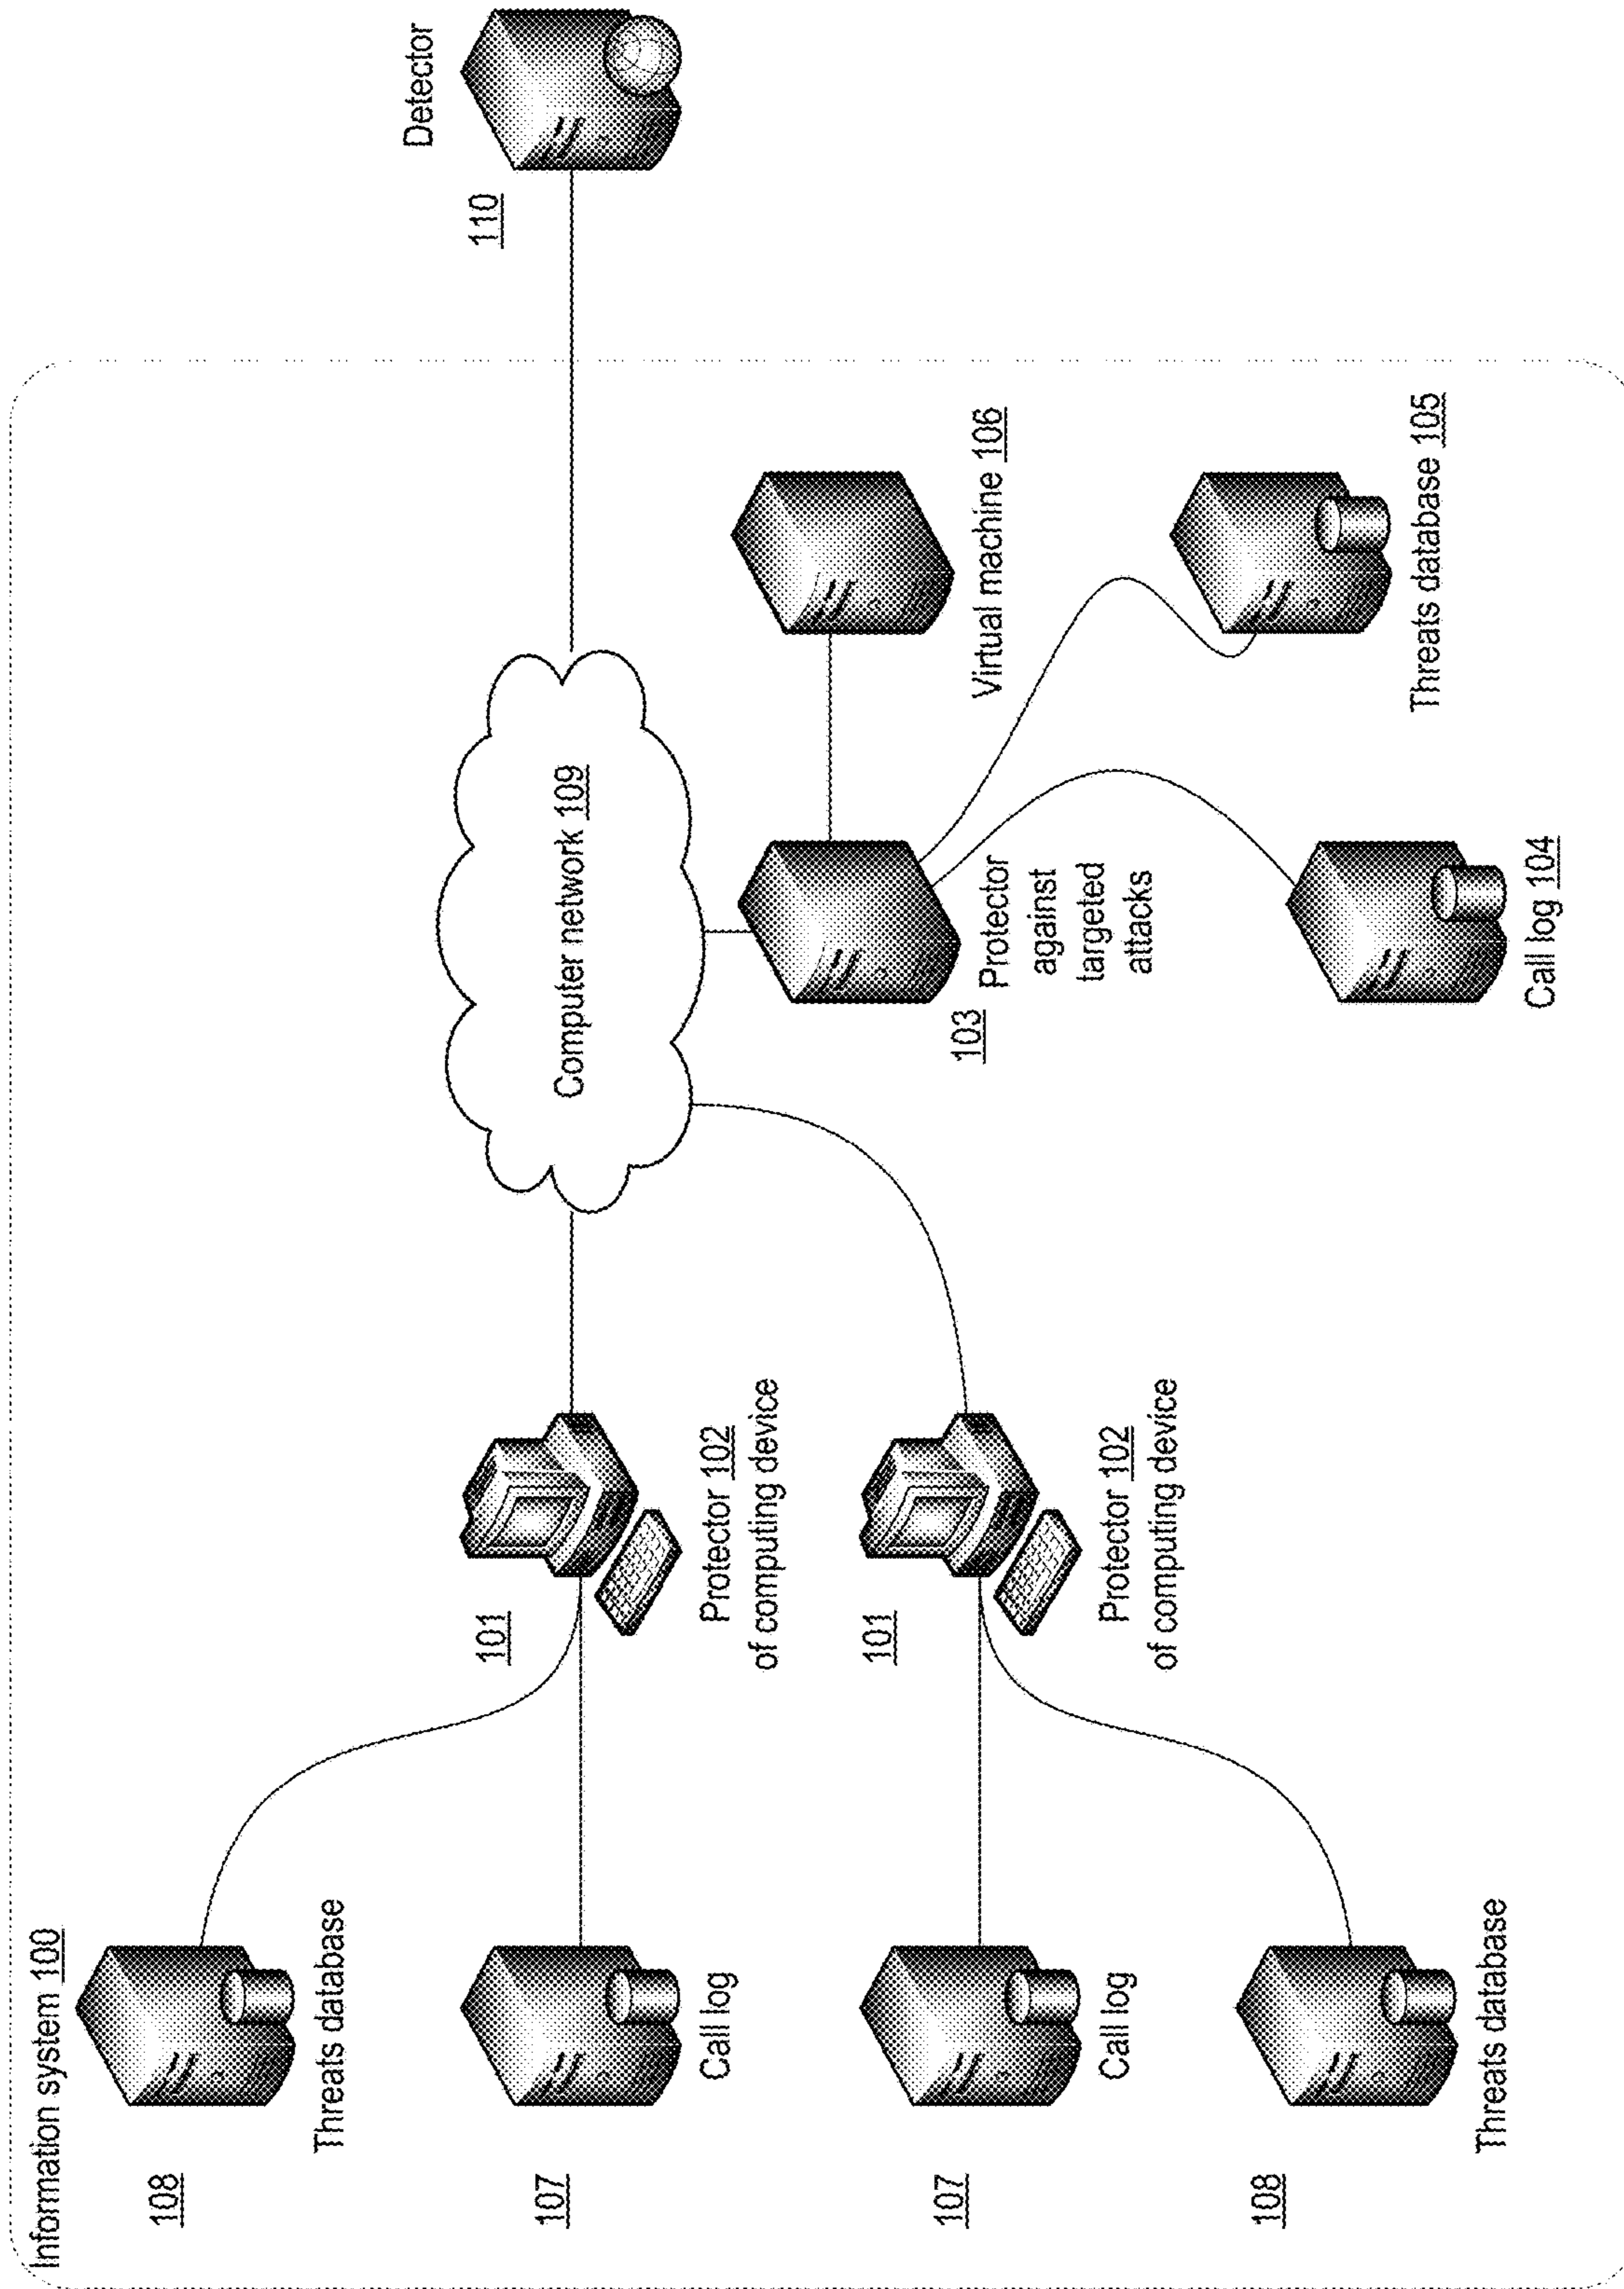 Information system 100
108
Threats database
107
Call log
107
Call log
108
Threats database
101
Protector 102
of computing device
101
Protector 102
of computing device
Computer network 109
103
Protector
against
targeted
attacks
Call log 104
Virtual machine 106
Threats database 105
110
Detector